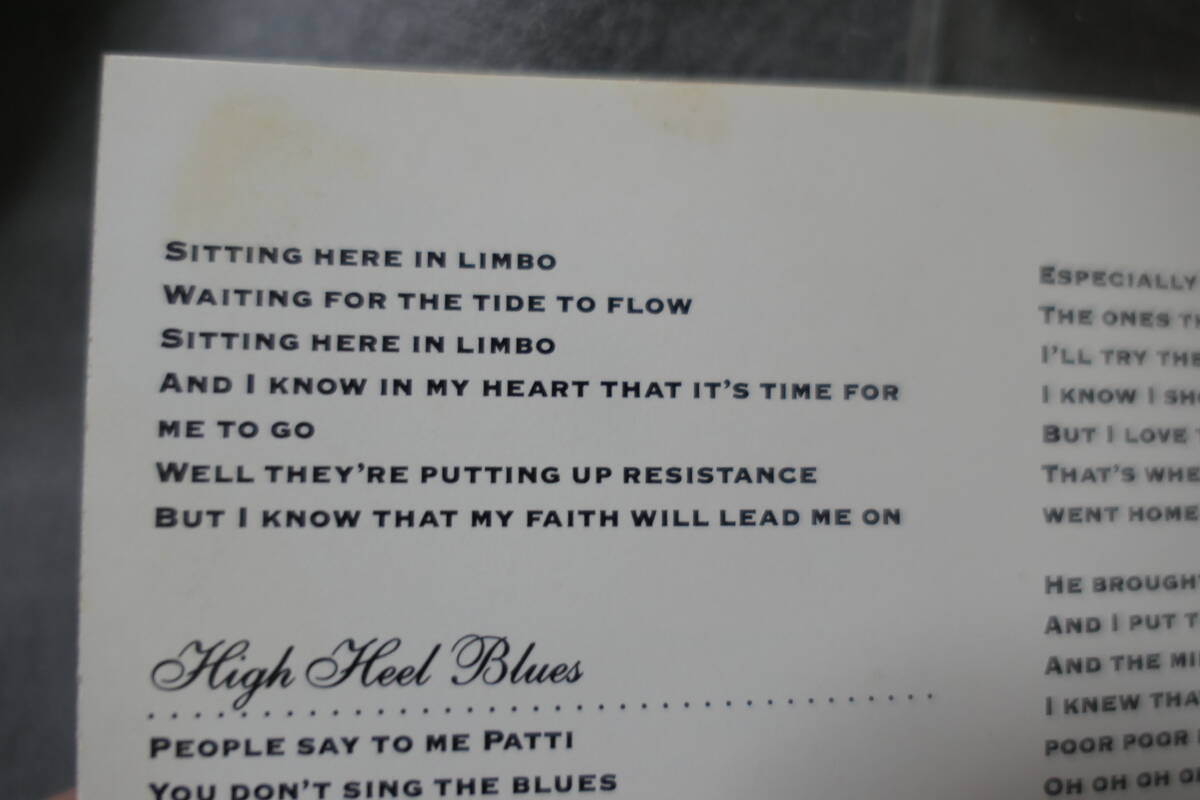 Sitting here in limbo
Waiting for the tide to flow
Sitting here in limbo
And I know in my heart that it's time for
me to go
Well they're putting up resistance
But I know that my faith will lead me on
High Heel Blues
People say to me Patti
You don't sing the blues
Especially
The ones
I'll try
I know I
But I love
That's
went home
He
And I put
And the
I knew
poor poor
Oh oh oh